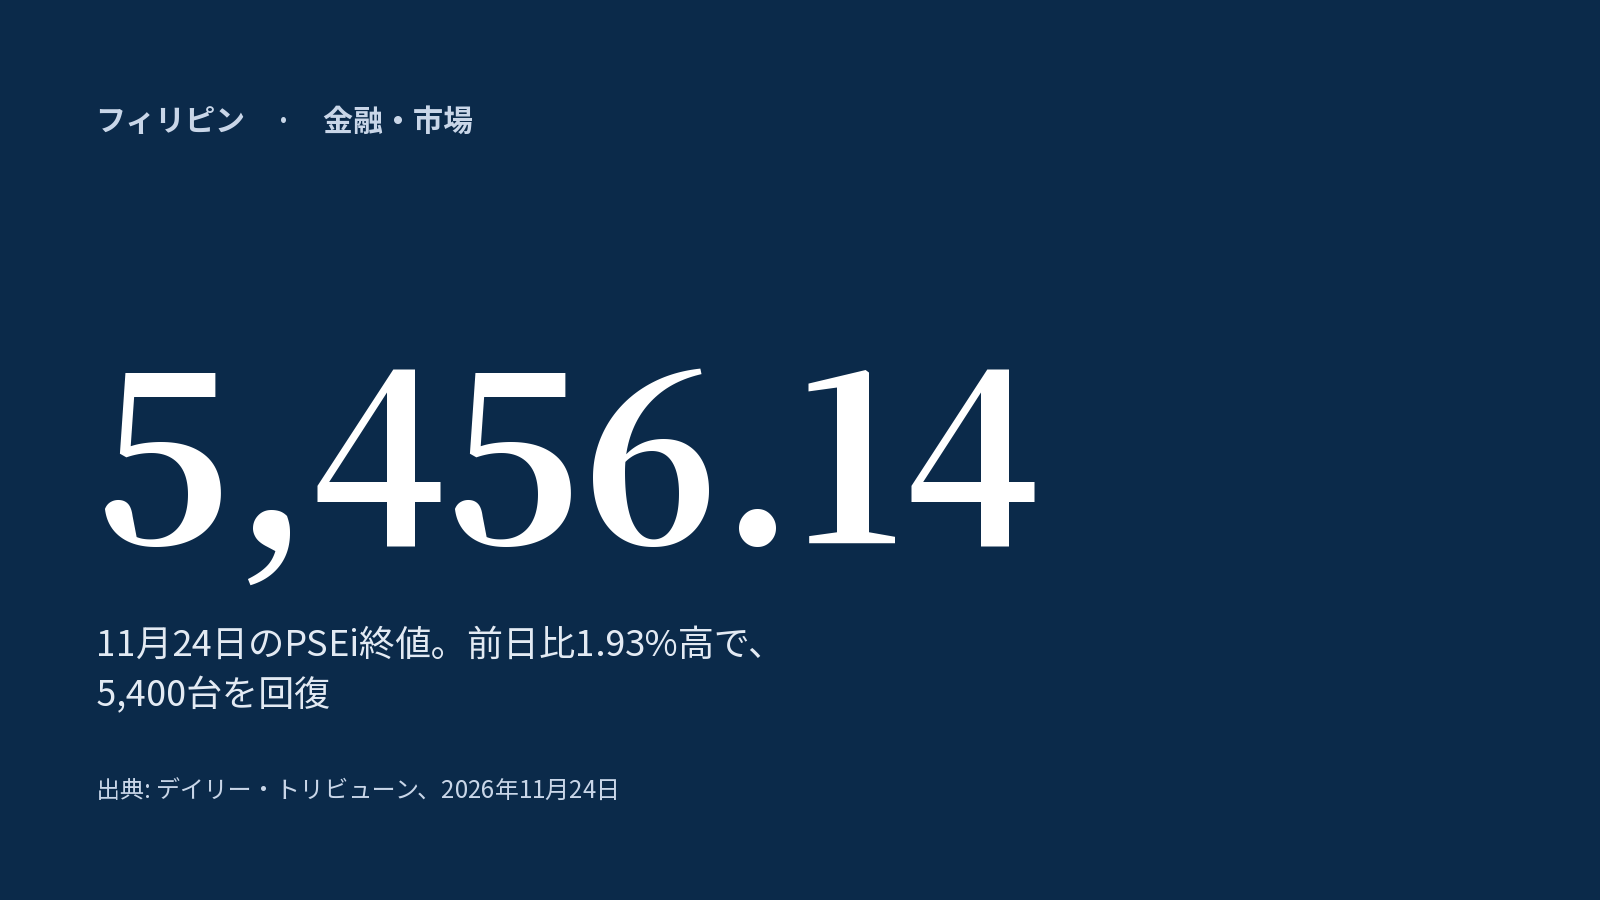 フィリピン · 金融・市場
5,456.14
11月24日のPSEi終値。前日比1.93%高で、
5,400台を回復
出典: デイリー・トリビューン、2026年11月24日